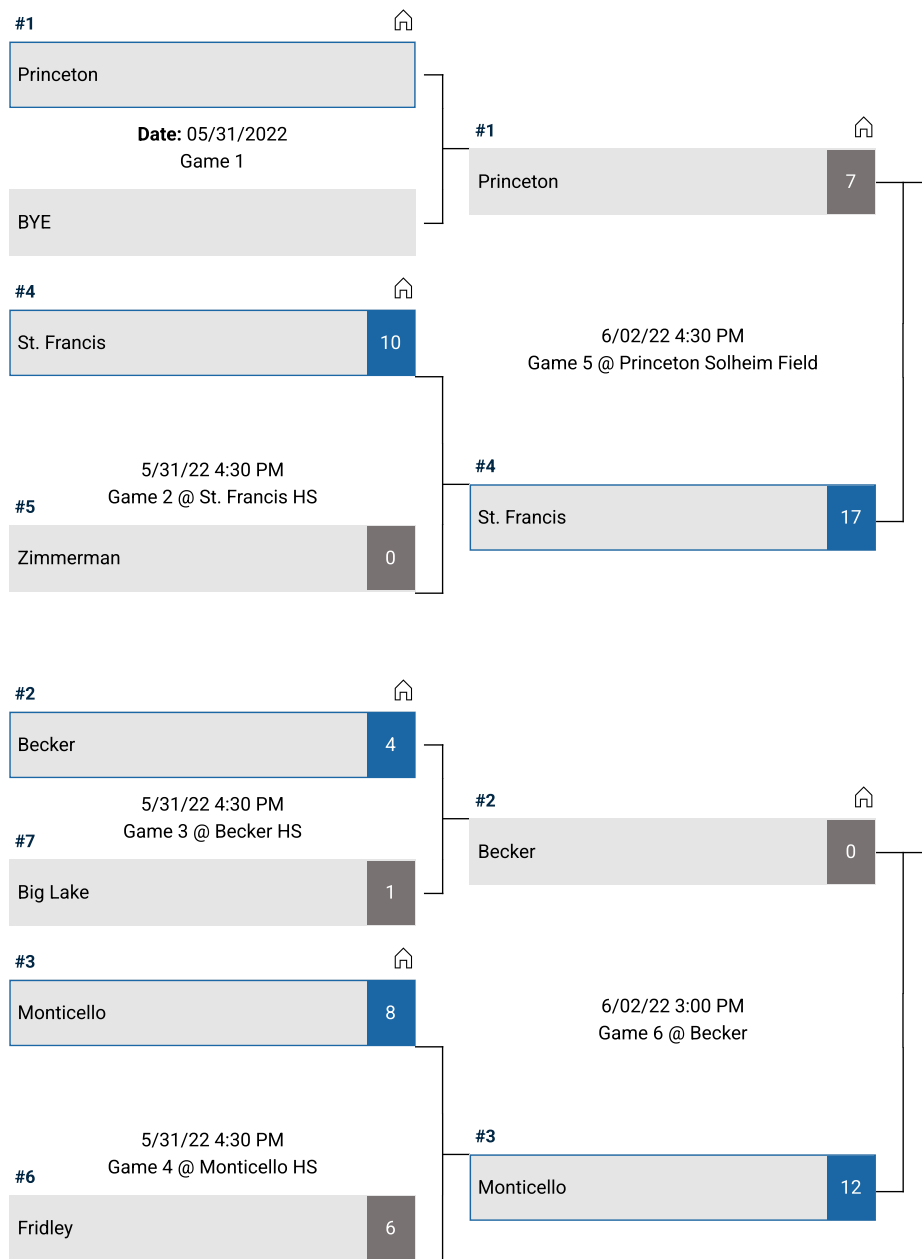 #1
Princeton
Date: 05/31/2022
Game 1
BYE
#4
St. Francis 10
5/31/22 4:30 PM
Game 2 @ St. Francis HS
#5
Zimmerman 0
#2
Becker 4
5/31/22 4:30 PM
Game 3 @ Becker HS
#7
Big Lake 1
#3
Monticello 8
5/31/22 4:30 PM
Game 4 @ Monticello HS
#6
Fridley 6
#1
Princeton 7
6/02/22 4:30 PM
Game 5 @ Princeton Solheim Field
#4
St. Francis 17
#2
Becker 0
6/02/22 3:00 PM
Game 6 @ Becker
#3
Monticello 12